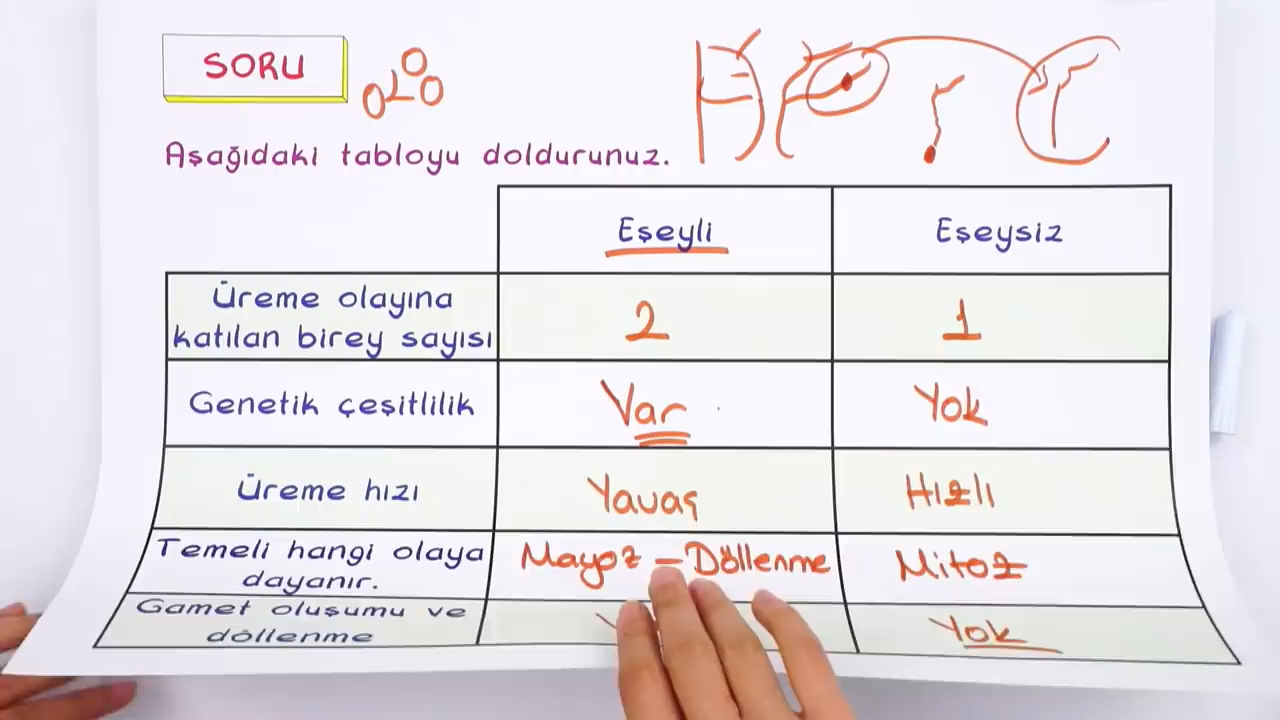 SORU
Aşağıdaki tabloyu doldurunuz.
Eşeyli
Eşeysiz
Üreme olayına
katılan birey sayısı
2
1
Genetik çeşitlilik
Var
Yok
Üreme hızı
Yavaş
Hızlı
Temeli hangi olaya
dayanır.
Mayoz - Döllenme
Mitoz
Gamet oluşumu ve
döllenme
Yok